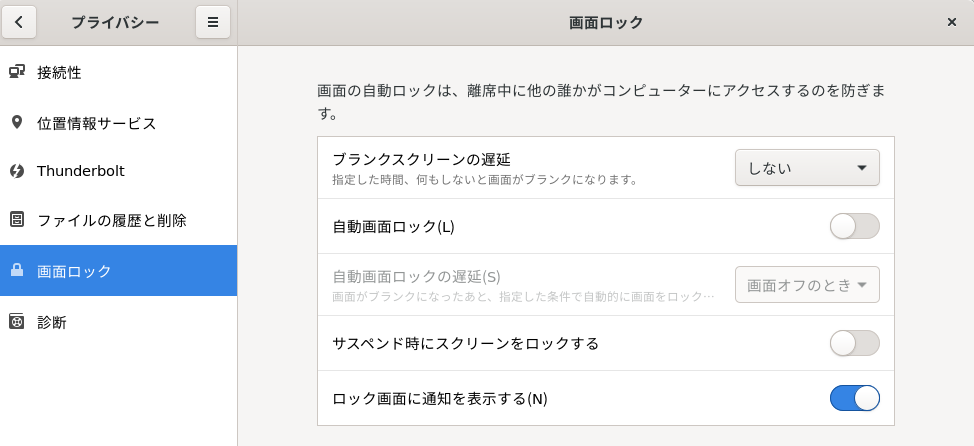 プライバシー
画面ロック
接続性
位置情報サービス
Thunderbolt
ファイルの履歴と削除
画面ロック
診断
画面の自動ロックは、離席中に他の誰かがコンピューターにアクセスするのを防ぎま
す。
ブランクスクリーンの遅延
指定した時間、何もしないと画面がブランクになります。
しない
自動画面ロック(L)
自動画面ロックの遅延(S)
画面がブランクになったあと、指定した条件で自動的に画面をロック…
画面オフのとき
サスペンド時にスクリーンをロックする
ロック画面に通知を表示する(N)